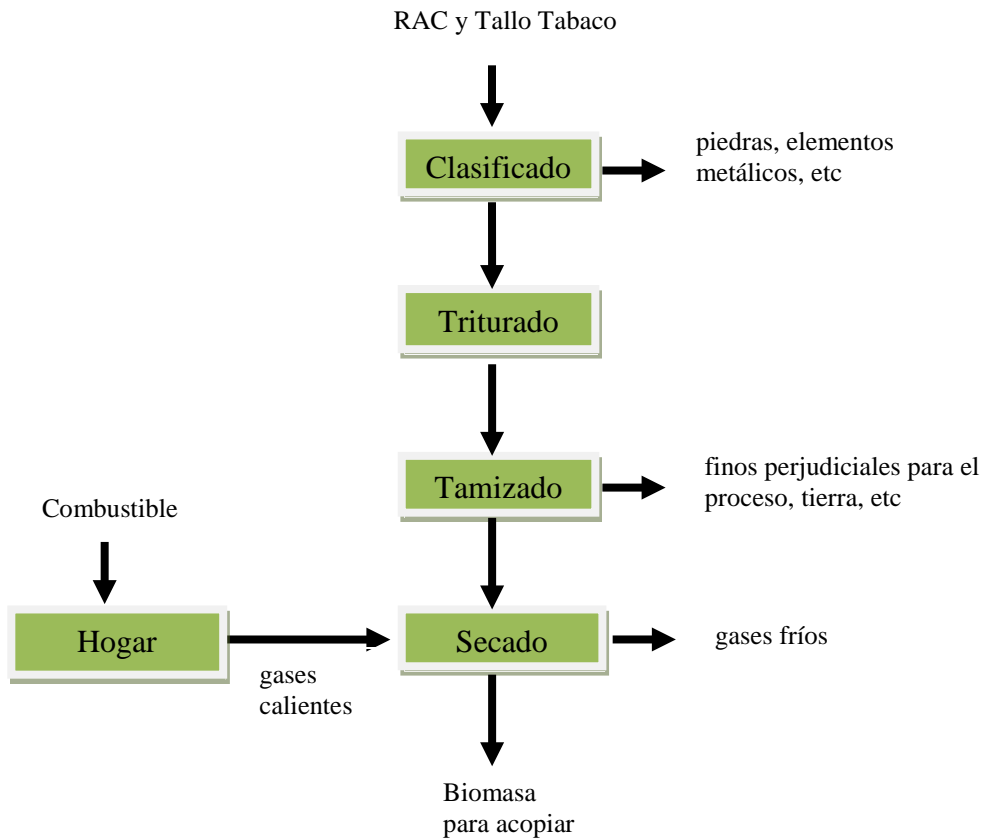 RAC y Tallo Tabaco
Clasificado
piedras, elementos
metálicos, etc
Triturado
Tamizado
finos perjudiciales para el
proceso, tierra, etc
Combustible
Hogar
gases
calientes
Secado
gases fríos
Biomasa
para acopiar